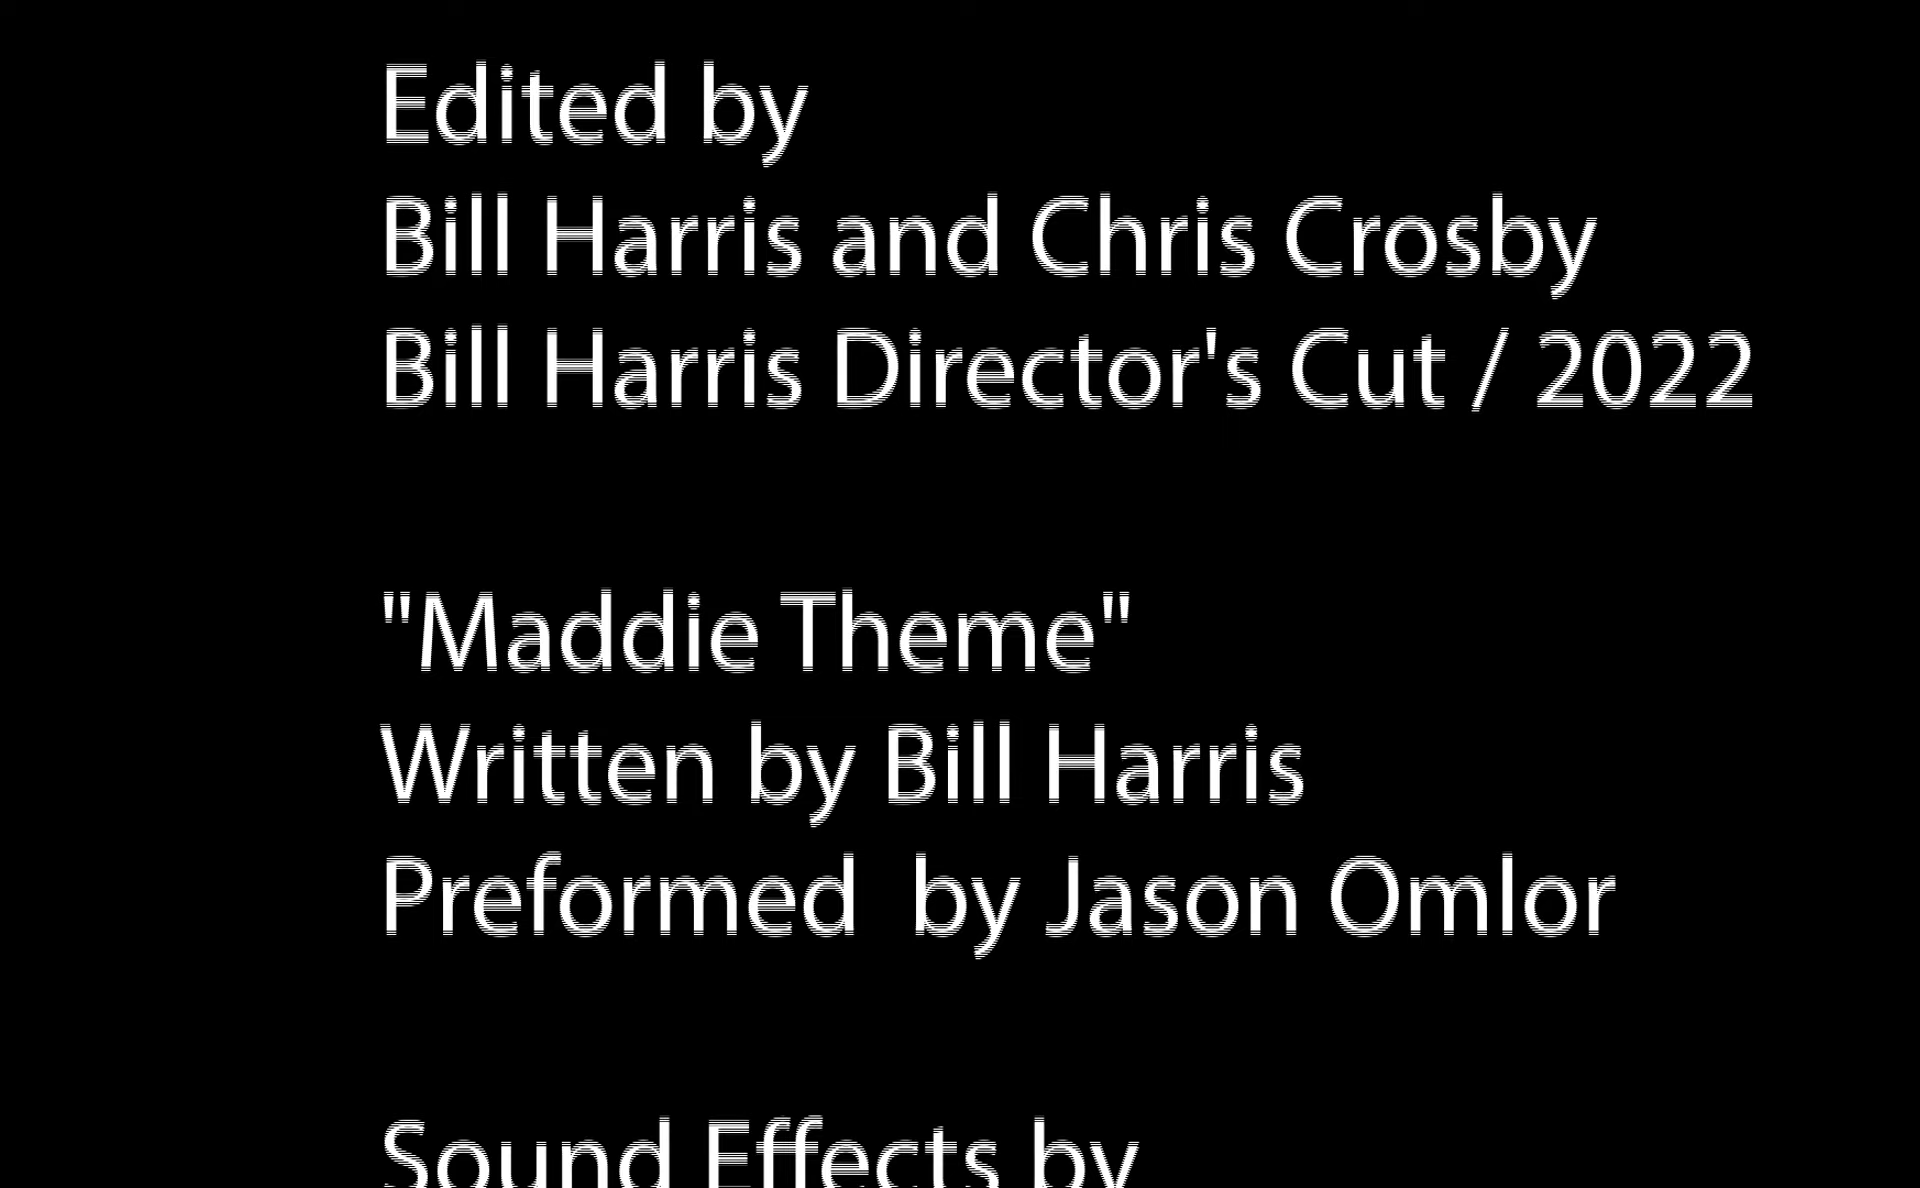 Edited by
Bill Harris and Chris Crosby
Bill Harris Director's Cut / 2022
"Maddie Theme"
Written by Bill Harris
Preformed  by Jason Omlor
Sound Effects by